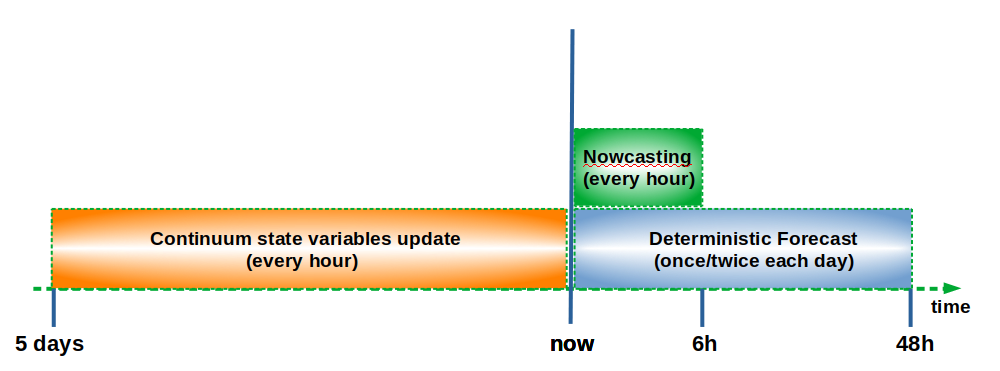 Nowcasting
(every hour)
Continuum state variables update
(every hour)
Deterministic Forecast
(once/twice each day)
time
5 days
now
6h
48h